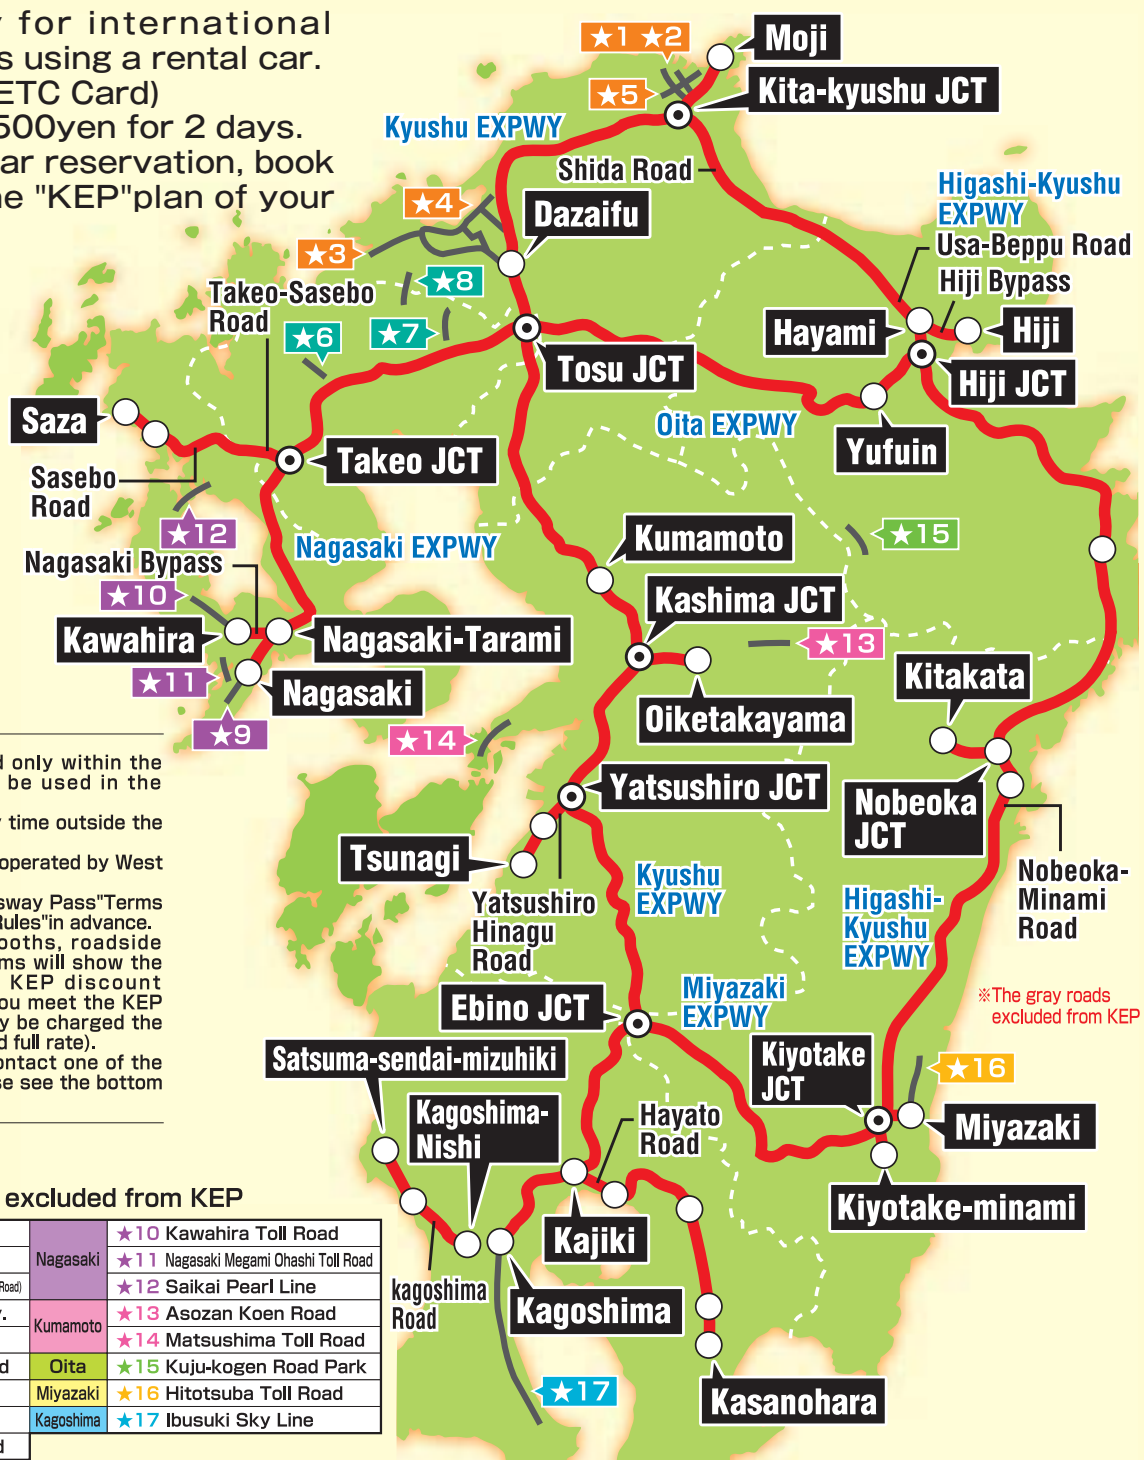 y for international
s using a rental car.
ETC Card)
500yen for 2 days.
ar reservation, book
ne "KEP"plan of your
★1 ★2
Moji
★5
Kita-kyushu JCT
Kyushu EXPWY
Shida Road
★4
Dazaifu
Higashi-Kyushu
EXPWY
★3
Usa-Beppu Road
★8
Hiji Bypass
Takeo-Sasebo
Road
★7
★6
Hayami
Hiji
Tosu JCT
Hiji JCT
Saza
Oita EXPWY
Yufuin
Takeo JCT
Sasebo
Road
★12
Nagasaki EXPWY
Kumamoto
★15
Nagasaki Bypass
★10
Kashima JCT
Kawahira
Nagasaki-Tarami
★13
★11
Nagasaki
Kitakata
Oiketakayama
★9
★14
d only within the
be used in the
y time outside the
operated by West
sway Pass"Terms
Rules"in advance.
ooths, roadside
ms will show the
KEP discount
ou meet the KEP
y be charged the
d full rate).
ontact one of the
se see the bottom
Yatsushiro JCT
Nobeoka
JCT
Tsunagi
Kyushu
EXPWY
Nobeoka-
Minami
Road
Yatsushiro
Hinagu
Road
Higashi-
Kyushu
EXPWY
Miyazaki
EXPWY
※The gray roads
excluded from KEP
Ebino JCT
Satsuma-sendai-mizuhiki
Kiyotake
JCT
★16
Kagoshima-
Nishi
Hayato
Road
Miyazaki
Kiyotake-minami
Kajiki
kagoshima
Road
Kagoshima
★17
Kasanohara
excluded from KEP
Nagasaki
★10 Kawahira Toll Road
★11 Nagasaki Megami Ohashi Toll Road
Road)
★12 Saikai Pearl Line
y.
Kumamoto
★13 Asozan Koen Road
★14 Matsushima Toll Road
d
Oita
★15 Kuju-kogen Road Park
Miyazaki
★16 Hitotsuba Toll Road
Kagoshima
★17 Ibusuki Sky Line
d